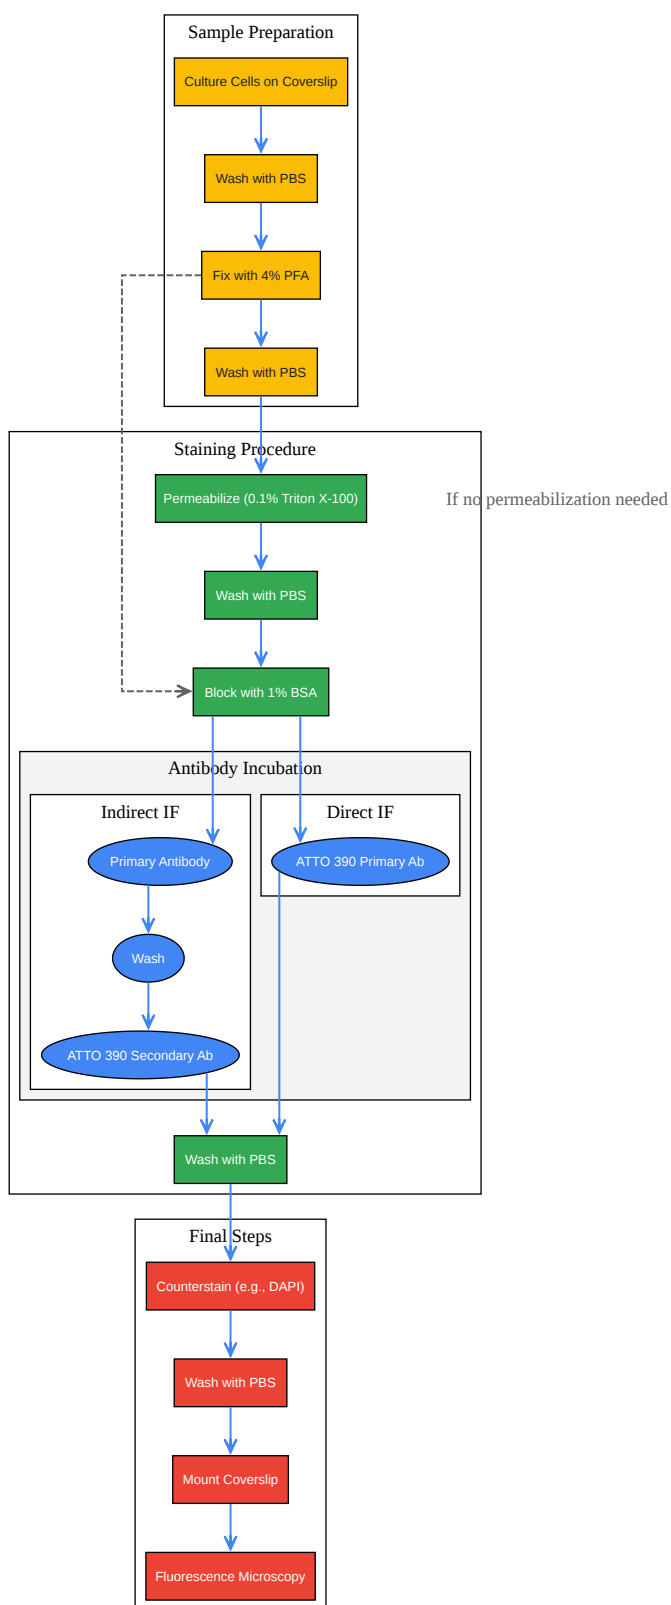 Sample Preparation
Culture Cells on Coverslip
Wash with PBS
Fix with 4% PFA
Wash with PBS
Staining Procedure
Permeabilize (0.1% Triton X-100)
If no permeabilization needed
Wash with PBS
Block with 1% BSA
Antibody Incubation
Indirect IF
Direct IF
Primary Antibody
ATTO 390 Primary Ab
Wash
ATTO 390 Secondary Ab
Wash with PBS
Final Steps
Counterstain (e.g., DAPI)
Wash with PBS
Mount Coverslip
Fluorescence Microscopy